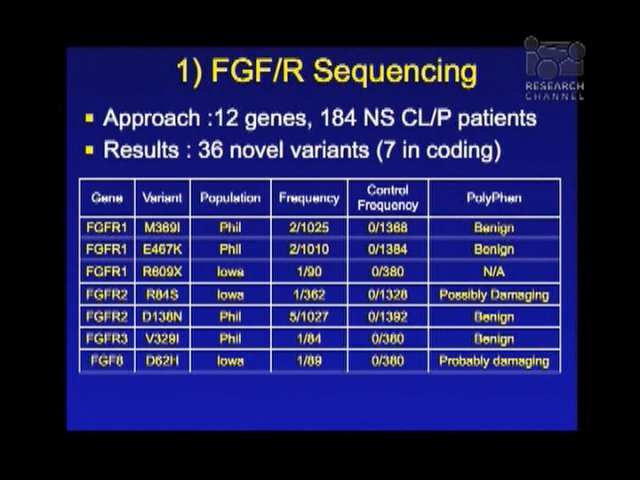 1) FGF/R Sequencing
RESEARCH
CHANNEL
Approach :12 genes, 184 NS CL/P patients
Results : 36 novel variants (7 in coding)
Gene Variant Population Frequency Control Frequency PolyPhen
FGFR1 M369I Phil 2/1025 0/1368 Benign
FGFR1 E467K Phil 2/1010 0/1384 Benign
FGFR1 R609X Iowa 1/90 0/380 N/A
FGFR2 R84S Iowa 1/362 0/1328 Possibly Damaging
FGFR2 D138N Phil 5/1027 0/1392 Benign
FGFR3 V329I Phil 1/84 0/380 Benign
FGF8 D62H Iowa 1/89 0/380 Probably damaging